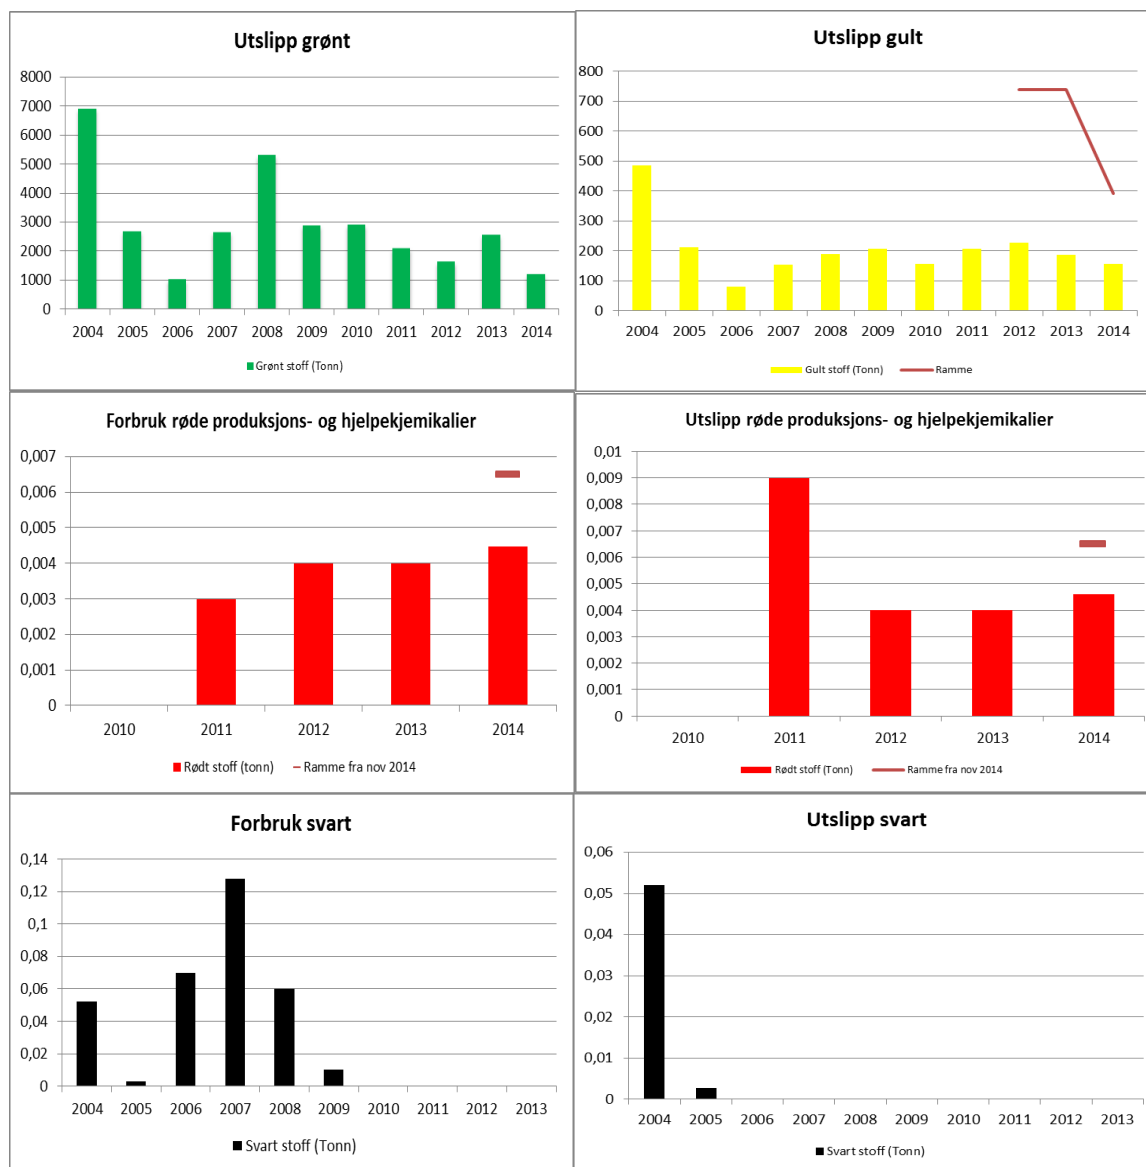 Utslipp grønt
8000
7000
6000
5000
4000
3000
2000
1000
0
2004 2005 2006 2007 2008 2009 2010 2011 2012 2013 2014
Grønt stoff (Tonn)
Utslipp gult
800
700
600
500
400
300
200
100
0
2004 2005 2006 2007 2008 2009 2010 2011 2012 2013 2014
Gult stoff (Tonn) Ramme
Forbruk røde produksjons- og hjelpekjemikalier
0,007
0,006
0,005
0,004
0,003
0,002
0,001
0
2010 2011 2012 2013 2014
Rødt stoff (tonn) Ramme fra nov 2014
Utslipp røde produksjons- og hjelpekjemikalier
0,01
0,009
0,008
0,007
0,006
0,005
0,004
0,003
0,002
0,001
0
2010 2011 2012 2013 2014
Rødt stoff (Tonn) Ramme fra nov 2014
Forbruk svart
0,14
0,12
0,1
0,08
0,06
0,04
0,02
0
2004 2005 2006 2007 2008 2009 2010 2011 2012 2013
Svart stoff (Tonn)
Utslipp svart
0,06
0,05
0,04
0,03
0,02
0,01
0
2004 2005 2006 2007 2008 2009 2010 2011 2012 2013
Svart stoff (Tonn)